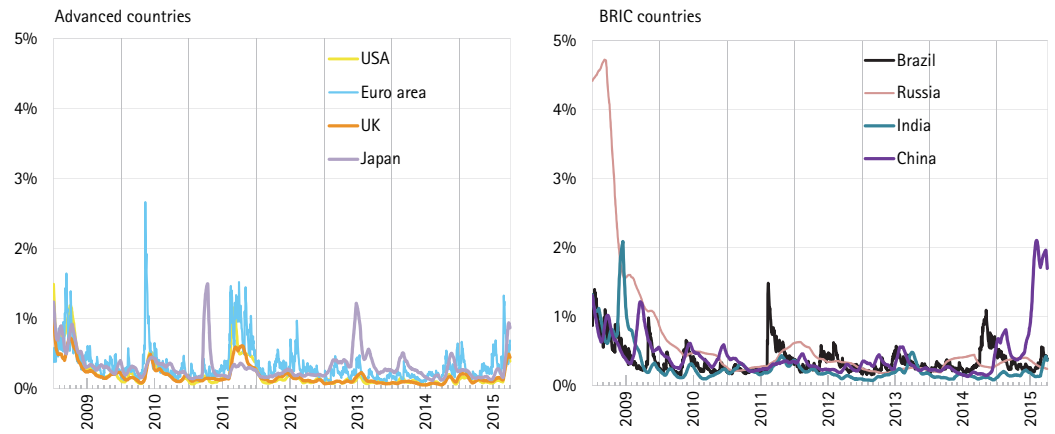 Advanced countries
5%
4%
3%
2%
1%
0%
USA
Euro area
UK
Japan
2009
2010
2011
2012
2013
2014
2015
BRIC countries
5%
4%
3%
2%
1%
0%
Brazil
Russia
India
China
2009
2010
2011
2012
2013
2014
2015